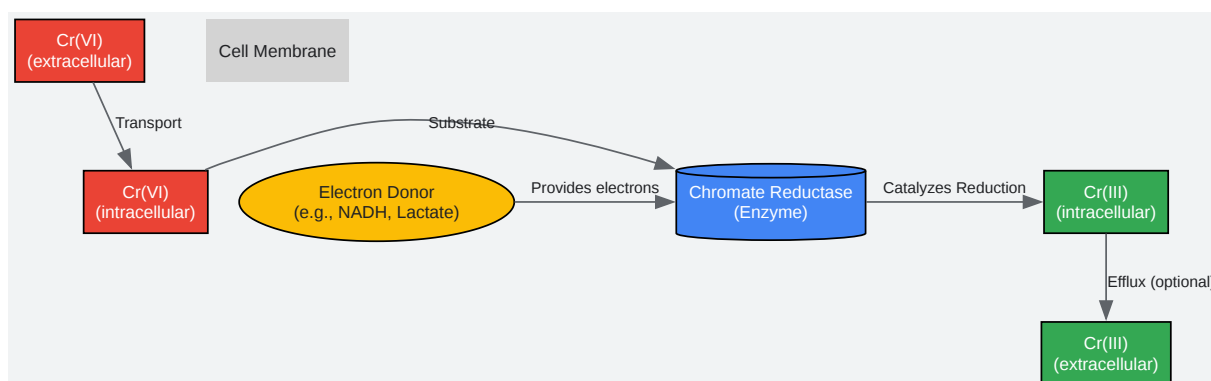 Cr(VI)
(extracellular)
Cell Membrane
Transport
Substrate
Cr(VI)
(intracellular)
Electron Donor
(e.g., NADH, Lactate)
Provides electrons
Chromate Reductase
(Enzyme)
Catalyzes Reduction
Cr(III)
(intracellular)
Efflux (optional)
Cr(III)
(extracellular)